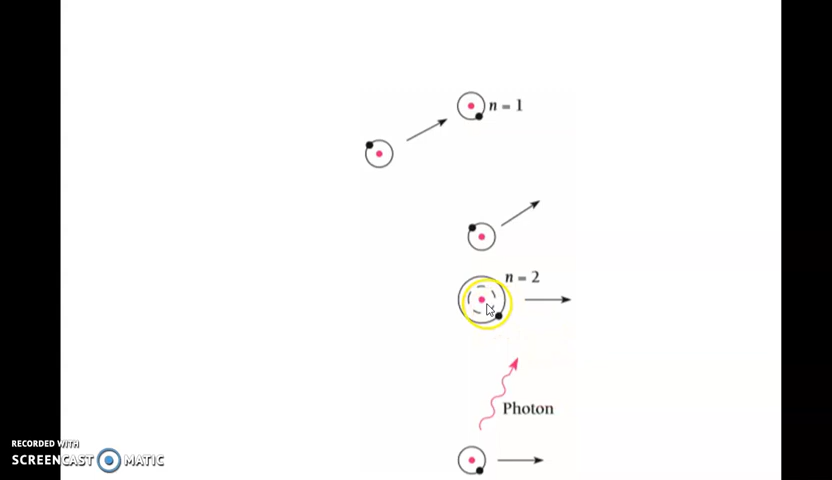 n = 1
n = 2
Photon
RECORDED WITH
SCREENCAST MATIC